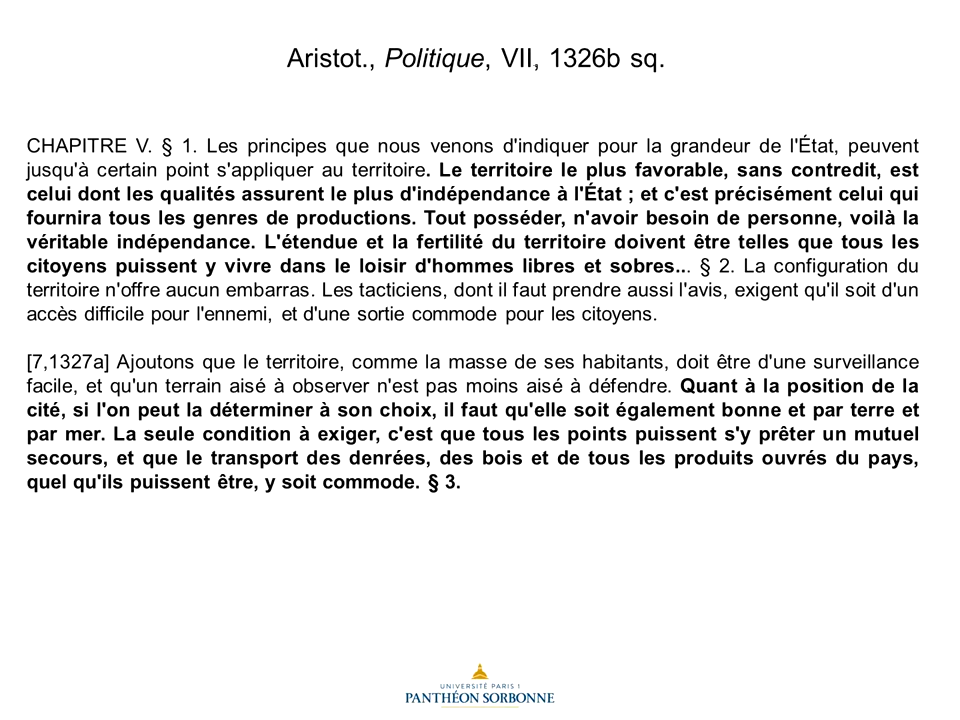 Aristot., Politique, VII, 1326b sq.
CHAPITRE V. § 1. Les principes que nous venons d'indiquer pour la grandeur de l'État, peuvent
jusqu'à certain point s'appliquer au territoire. Le territoire le plus favorable, sans contredit, est
celui dont les qualités assurent le plus d'indépendance à l'État ; et c'est précisément celui qui
fournira tous les genres de productions. Tout posséder, n'avoir besoin de personne, voilà la
véritable indépendance. L'étendue et la fertilité du territoire doivent être telles que tous les
citoyens puissent y vivre dans le loisir d'hommes libres et sobres... § 2. La configuration du
territoire n'offre aucun embarras. Les tacticiens, dont il faut prendre aussi l'avis, exigent qu'il soit d'un
accès difficile pour l'ennemi, et d'une sortie commode pour les citoyens.
[7,1327a] Ajoutons que le territoire, comme la masse de ses habitants, doit être d'une surveillance
facile, et qu'un terrain aisé à observer n'est pas moins aisé à défendre. Quant à la position de la
cité, si l'on peut la déterminer à son choix, il faut qu'elle soit également bonne et par terre et
par mer. La seule condition à exiger, c'est que tous les points puissent s'y prêter un mutuel
secours, et que le transport des denrées, des bois et de tous les produits ouvrés du pays,
quel qu'ils puissent être, y soit commode. § 3.
UNIVERSITÉ PARIS 1
PANTHÉON SORBONNE